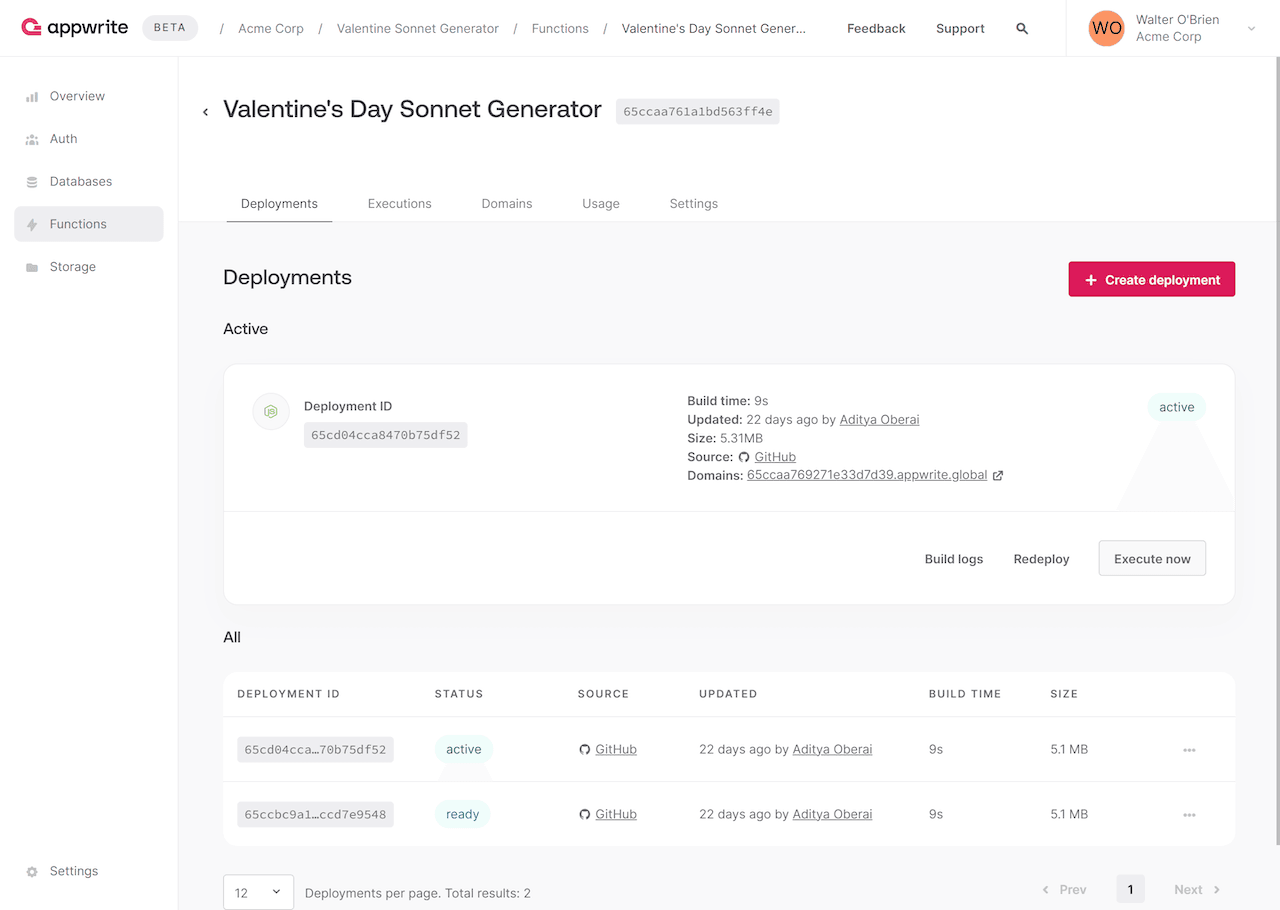 appwrite BETA / Acme Corp / Valentine Sonnet Generator / Functions / Valentine's Day Sonnet Gener... Feedback Support WO Walter O'Brien
Acme Corp
Overview
Auth
Databases
Functions
Storage
Settings
Valentine's Day Sonnet Generator 65ccaa761a1bd563ff4e
Deployments Executions Domains Usage Settings
Deployments + Create deployment
Active
JS Deployment ID
65cd04cca8470b75df52
Build time: 9s
Updated: 22 days ago by Aditya Oberai
Size: 5.31MB
Source: GitHub
Domains: 65ccaa769271e33d7d39.appwrite.global
active
Build logs Redeploy Execute now
All
DEPLOYMENT ID STATUS SOURCE UPDATED BUILD TIME SIZE
65cd04cca…70b75df52 active GitHub 22 days ago by Aditya Oberai 9s 5.1 MB
65ccbc9a1…ccd7e9548 ready GitHub 22 days ago by Aditya Oberai 9s 5.1 MB
12 Deployments per page. Total results: 2 Prev 1 Next